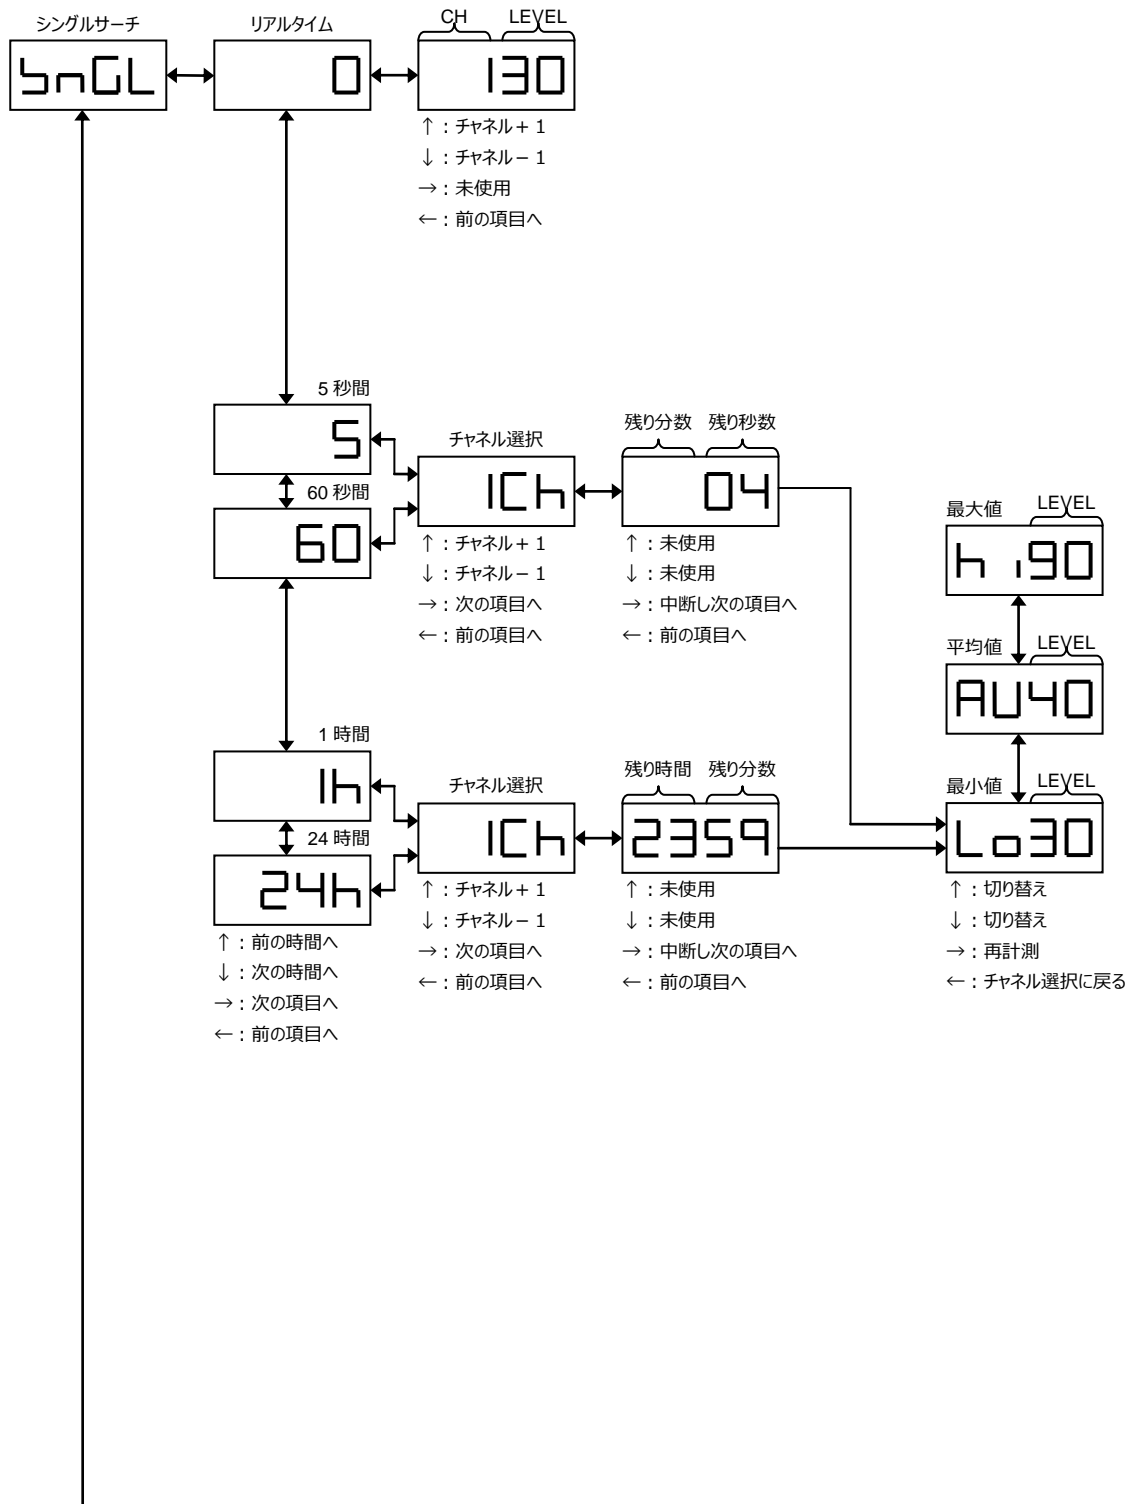 シングルサーチ
リアルタイム
CH
LEVEL
SnGL
0
130
↑:チャネル+1
↓:チャネル-1
→:未使用
←:前の項目へ
5 秒間
5
60 秒間
60
チャネル選択
1Ch
↑:チャネル+1
↓:チャネル-1
→:次の項目へ
←:前の項目へ
残り分数
残り秒数
04
↑:未使用
↓:未使用
→:中断し次の項目へ
←:前の項目へ
最大値
LEVEL
hi90
平均値
LEVEL
AU40
1 時間
1h
24 時間
24h
↑:前の時間へ
↓:次の時間へ
→:次の項目へ
←:前の項目へ
チャネル選択
1Ch
↑:チャネル+1
↓:チャネル-1
→:次の項目へ
←:前の項目へ
残り時間
残り分数
2359
↑:未使用
↓:未使用
→:中断し次の項目へ
←:前の項目へ
最小値
LEVEL
Lo30
↑:切り替え
↓:切り替え
→:再計測
←:チャネル選択に戻る